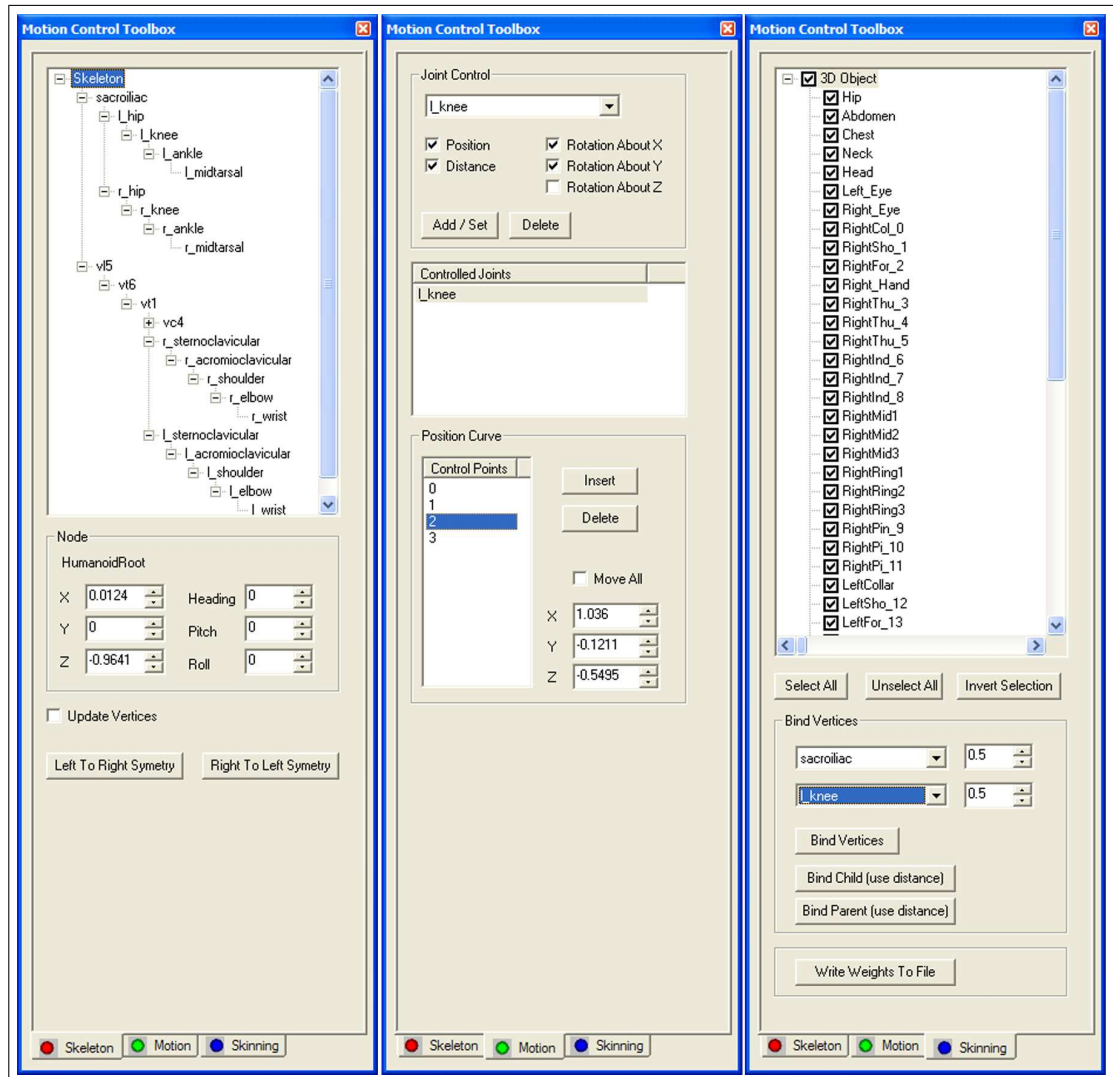 Motion Control Toolbox
Skeleton
sacroiliac
l_hip
l_knee
l_ankle
l_midtarsal
r_hip
r_knee
r_ankle
r_midtarsal
vl5
vt6
vt1
vc4
r_sternoclavicular
r_acromioclavicular
r_shoulder
r_elbow
r_wrist
l_sternoclavicular
l_acromioclavicular
l_shoulder
l_elbow
l_wrist
Node
HumanoidRoot
X 0.0124 Heading 0
Y 0 Pitch 0
Z -0.9641 Roll 0
Update Vertices
Left To Right Symetry Right To Left Symetry
Skeleton Motion Skinning
Motion Control Toolbox
Joint Control
l_knee
Position Rotation About X
Distance Rotation About Y
Rotation About Z
Add / Set Delete
Controlled Joints
l_knee
Position Curve
Control Points
0
1
2
3
Insert
Delete
Move All
X 1.036
Y -0.1211
Z -0.5495
Skeleton Motion Skinning
Motion Control Toolbox
3D Object
Hip
Abdomen
Chest
Neck
Head
Left_Eye
Right_Eye
RightCol_0
RightSho_1
RightFor_2
Right_Hand
RightThu_3
RightThu_4
RightThu_5
RightInd_6
RightInd_7
RightInd_8
RightMid1
RightMid2
RightMid3
RightRing1
RightRing2
RightRing3
RightPin_9
RightPi_10
RightPi_11
LeftCollar
LeftSho_12
LeftFor_13
Select All Unselect All Invert Selection
Bind Vertices
sacroiliac 0.5
l_knee 0.5
Bind Vertices
Bind Child (use distance)
Bind Parent (use distance)
Write Weights To File
Skeleton Motion Skinning